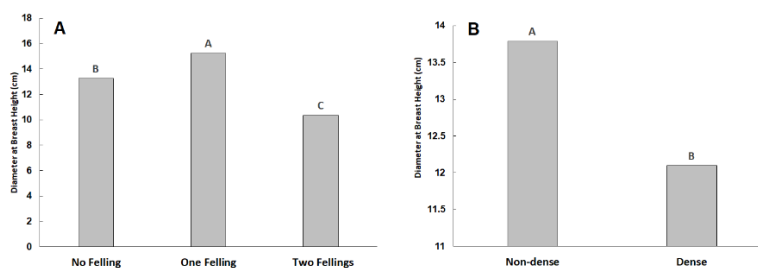 A
Diameter at Breast Height (cm)
18
16
14
12
10
8
6
4
2
0
B
A
C
No Felling One Felling Two Fellings
B
Diameter at Breast Height (cm)
14
13.5
13
12.5
12
11.5
11
A
B
Non-dense Dense